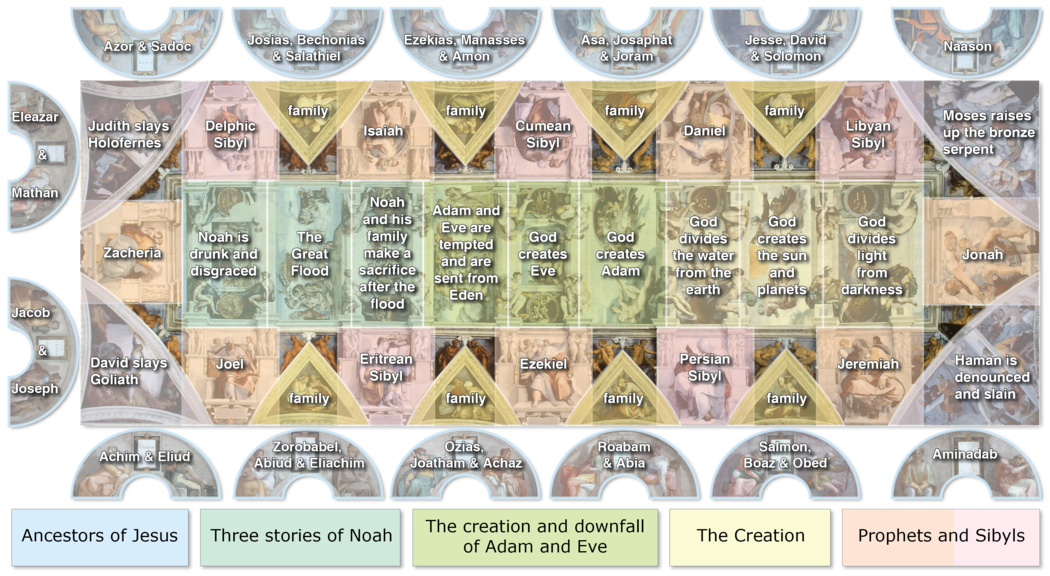 Azor & Sadoc
Josias, Bechonias
& Salathiel
Ezekias, Manasses
& Amon
Asa, Josaphat
& Joram
Jesse, David
& Solomon
Naason
Eleazar
&
Mathan
Judith slays
Holofernes
Delphic
Sibyl
family
Isaiah
family
Cumean
Sibyl
family
Daniel
family
Libyan
Sibyl
Moses raises
up the bronze
serpent
Zacheria
Noah is
drunk and
disgraced
The
Great
Flood
Noah
and his
family
make a
sacrifice
after the
flood
Adam and
Eve are
tempted
and are
sent from
Eden
God
creates
Eve
God
creates
Adam
God
divides
the water
from the
earth
God
creates
the sun
and
planets
God
divides
light
from
darkness
Jonah
Jacob
&
Joseph
David slays
Goliath
Joel
family
Eritrean
Sibyl
family
Ezekiel
family
Persian
Sibyl
family
Jeremiah
Haman is
denounced
and slain
Achim & Eliud
Zorobabel,
Abiud & Eliachim
Ozias,
Joatham & Achaz
Roabam
& Abia
Salmon,
Boaz & Obed
Aminadab
Ancestors of Jesus
Three stories of Noah
The creation and downfall
of Adam and Eve
The Creation
Prophets and Sibyls